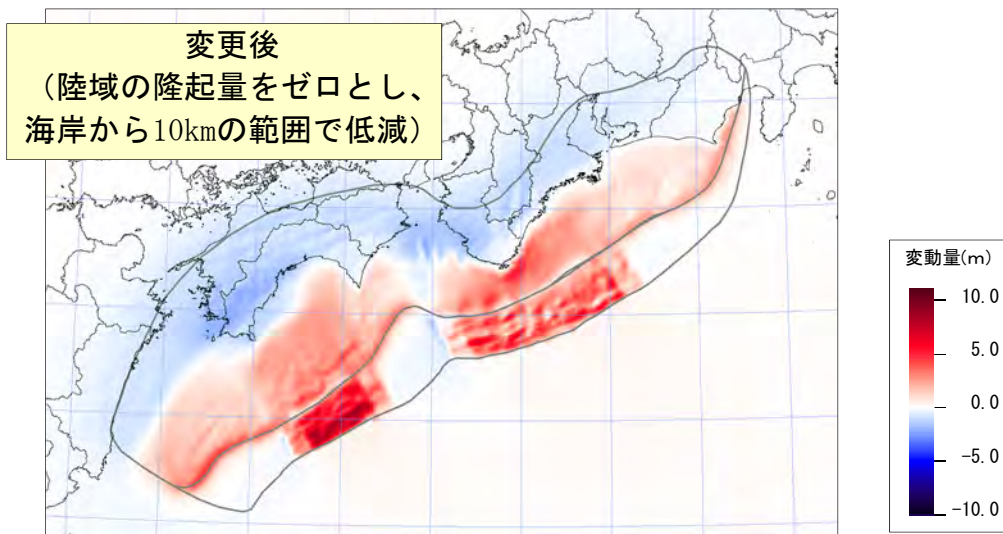 変更後
（陸域の隆起量をゼロとし、
海岸から10kmの範囲で低減）
変動量(m)
10.0
5.0
0.0
-5.0
-10.0